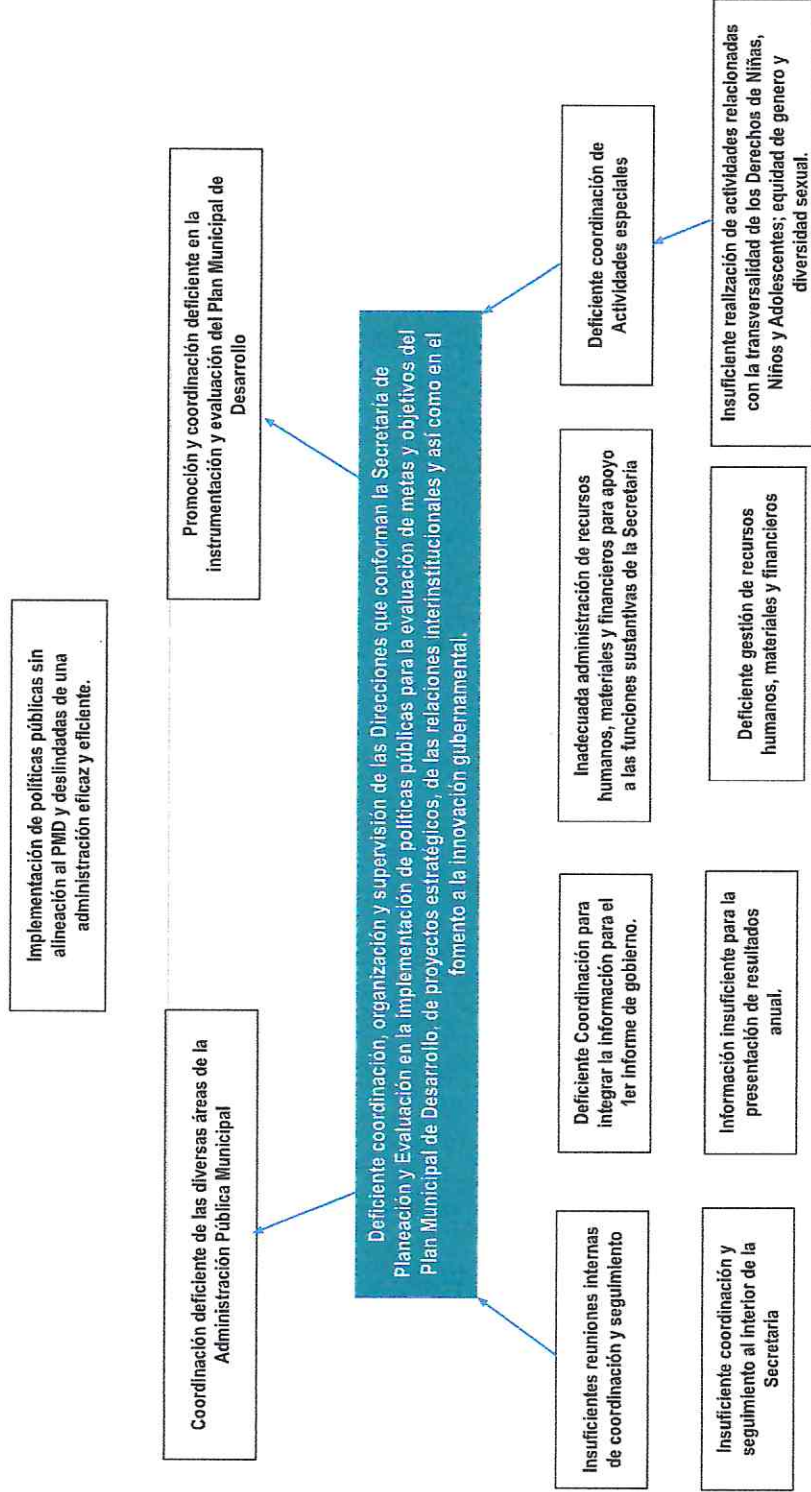 Implementación de políticas públicas sin
alineación al PMD y deslindadas de una
administración eficaz y eficiente.
Coordinación deficiente de las diversas áreas de la
Administración Pública Municipal
Promoción y coordinación deficiente en la
instrumentación y evaluación del Plan Municipal de
Desarrollo
Deficiente coordinación, organización y supervisión de las Direcciones que conforman la Secretaría de
Planeación y Evaluación en la implementación de políticas públicas para la evaluación de metas y objetivos del
Plan Municipal de Desarrollo, de proyectos estratégicos, de las relaciones interinstitucionales y así como en el
fomento a la innovación gubernamental.
Insuficientes reuniones internas
de coordinación y seguimiento
Deficiente Coordinación para
integrar la información para el
1er informe de gobierno.
Inadecuada administración de recursos
humanos, materiales y financieros para apoyo
a las funciones sustantivas de la Secretaría
Deficiente coordinación de
Actividades especiales
Insuficiente coordinación y
seguimiento al interior de la
Secretaria
Información insuficiente para la
presentación de resultados
anual.
Deficiente gestión de recursos
humanos, materiales y financieros
Insuficiente realización de actividades relacionadas
con la transversalidad de los Derechos de Niñas,
Niños y Adolescentes; equidad de genero y
diversidad sexual.